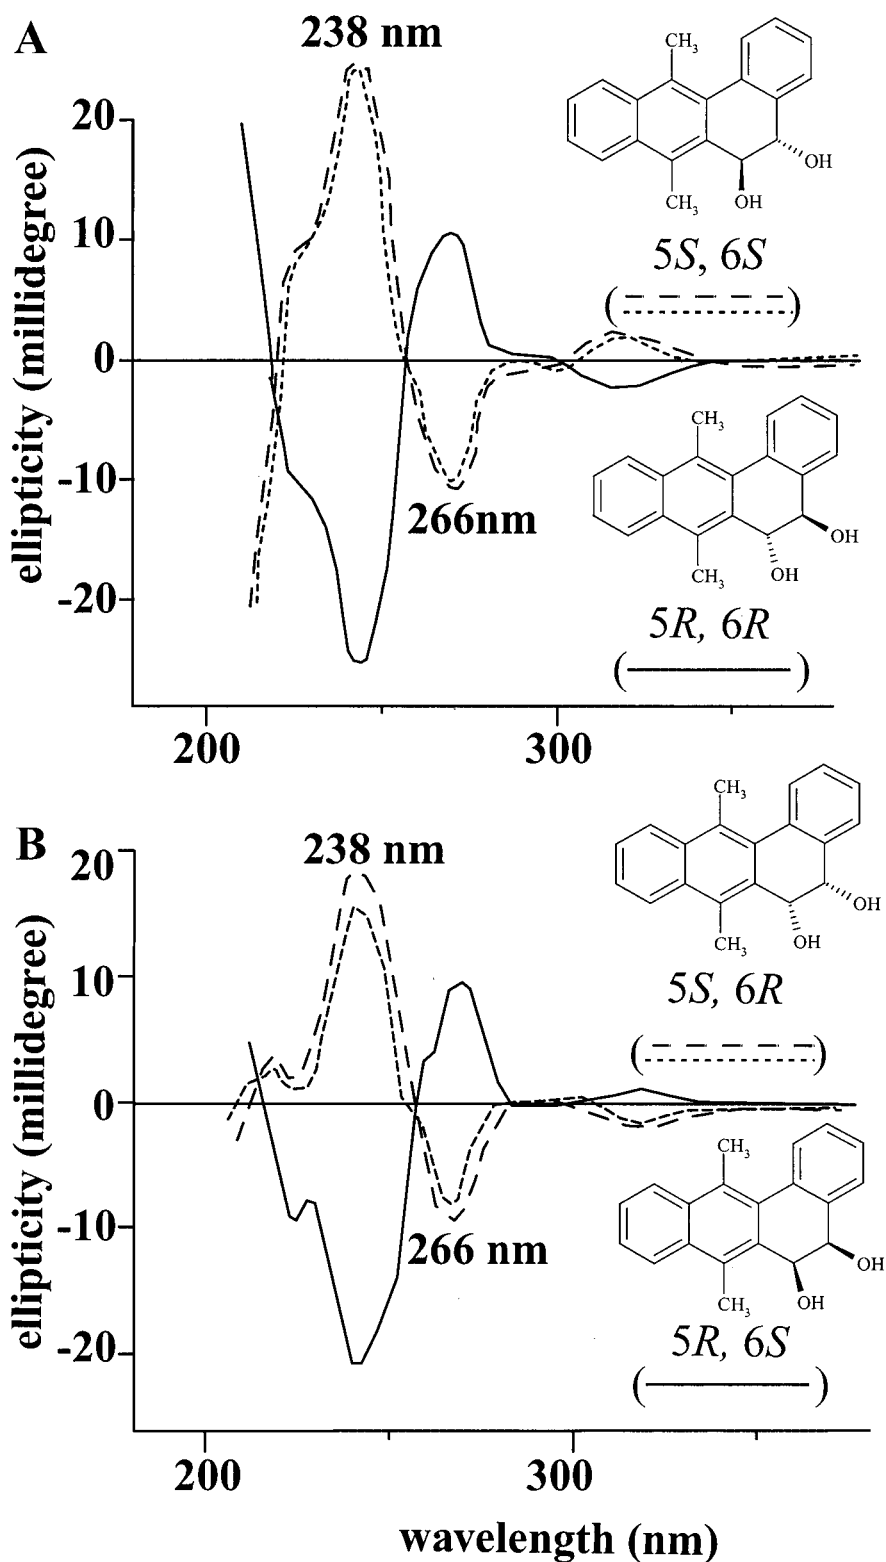 A
238 nm
CH3
OH
CH3
OH
5S, 6S
( )
20
10
0
-10
-20
ellipticity (millidegree)
266nm
CH3
OH
CH3
OH
5R, 6R
( )
200
300
B
238 nm
CH3
OH
CH3
OH
5S, 6R
( )
20
10
0
-10
-20
ellipticity (millidegree)
266 nm
CH3
OH
CH3
OH
5R, 6S
( )
200
300
wavelength (nm)